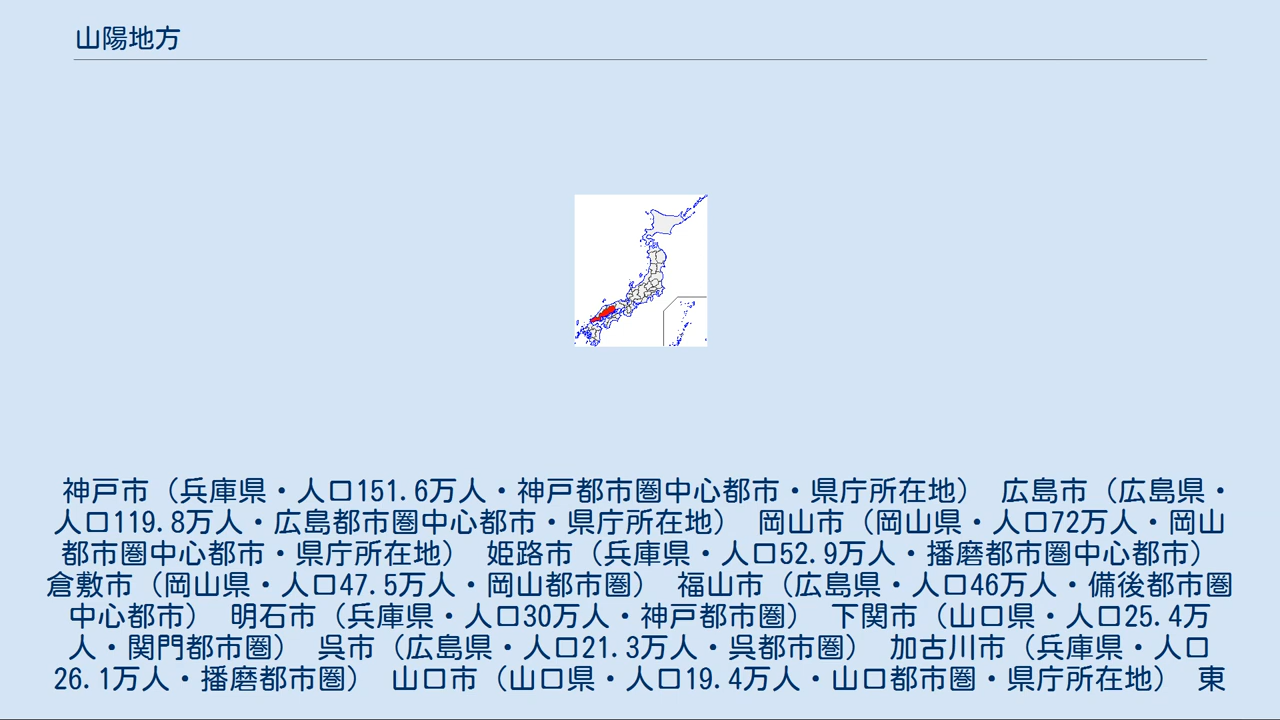 山陽地方
神戸市（兵庫県・人口151.6万人・神戸都市圏中心都市・県庁所在地）　広島市（広島県・
人口119.8万人・広島都市圏中心都市・県庁所在地）　岡山市（岡山県・人口72万人・岡山
都市圏中心都市・県庁所在地）　姫路市（兵庫県・人口52.9万人・播磨都市圏中心都市）
倉敷市（岡山県・人口47.5万人・岡山都市圏）　福山市（広島県・人口46万人・備後都市圏
中心都市）　明石市（兵庫県・人口30万人・神戸都市圏）　下関市（山口県・人口25.4万
人・関門都市圏）　呉市（広島県・人口21.3万人・呉都市圏）　加古川市（兵庫県・人口
26.1万人・播磨都市圏）　山口市（山口県・人口19.4万人・山口都市圏・県庁所在地）　東